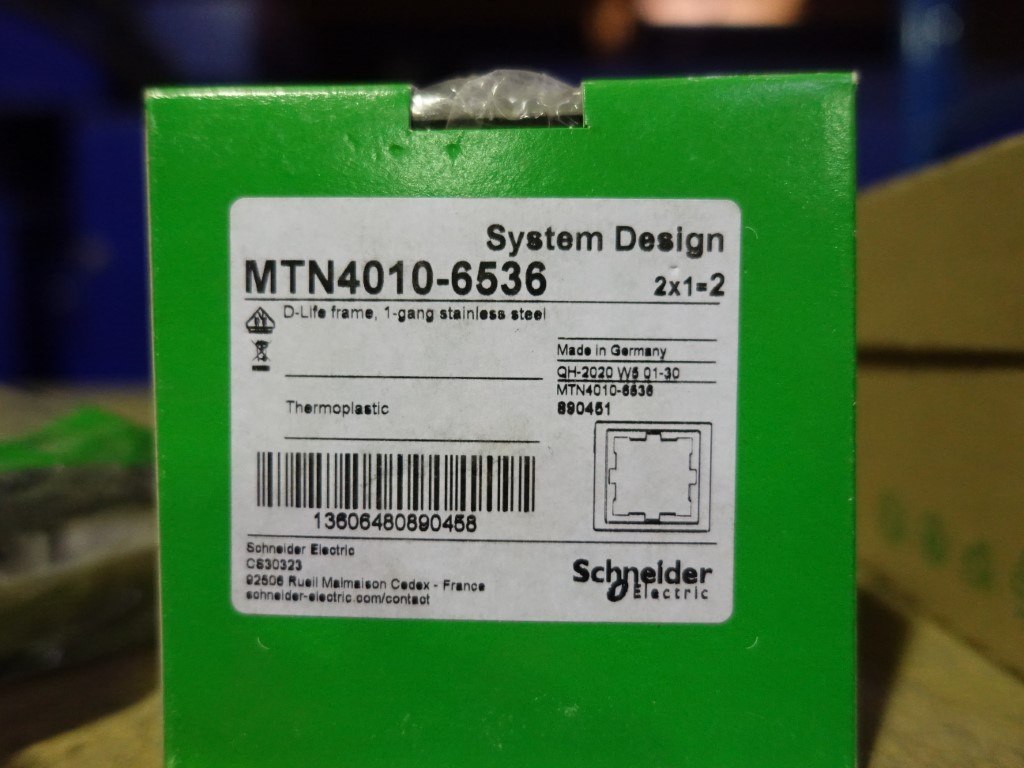 System Design
MTN4010-6536
2x1=2
D-Life frame, 1-gang stainless steel
Made in Germany
QH-2020 W5 01-30
MTN4010-6536
890451
Thermoplastic
13606480890458
Schneider Electric
CS30323
92506 Rueil Malmaison Cedex - France
schneider-electric.com/contact
Schneider
Electric